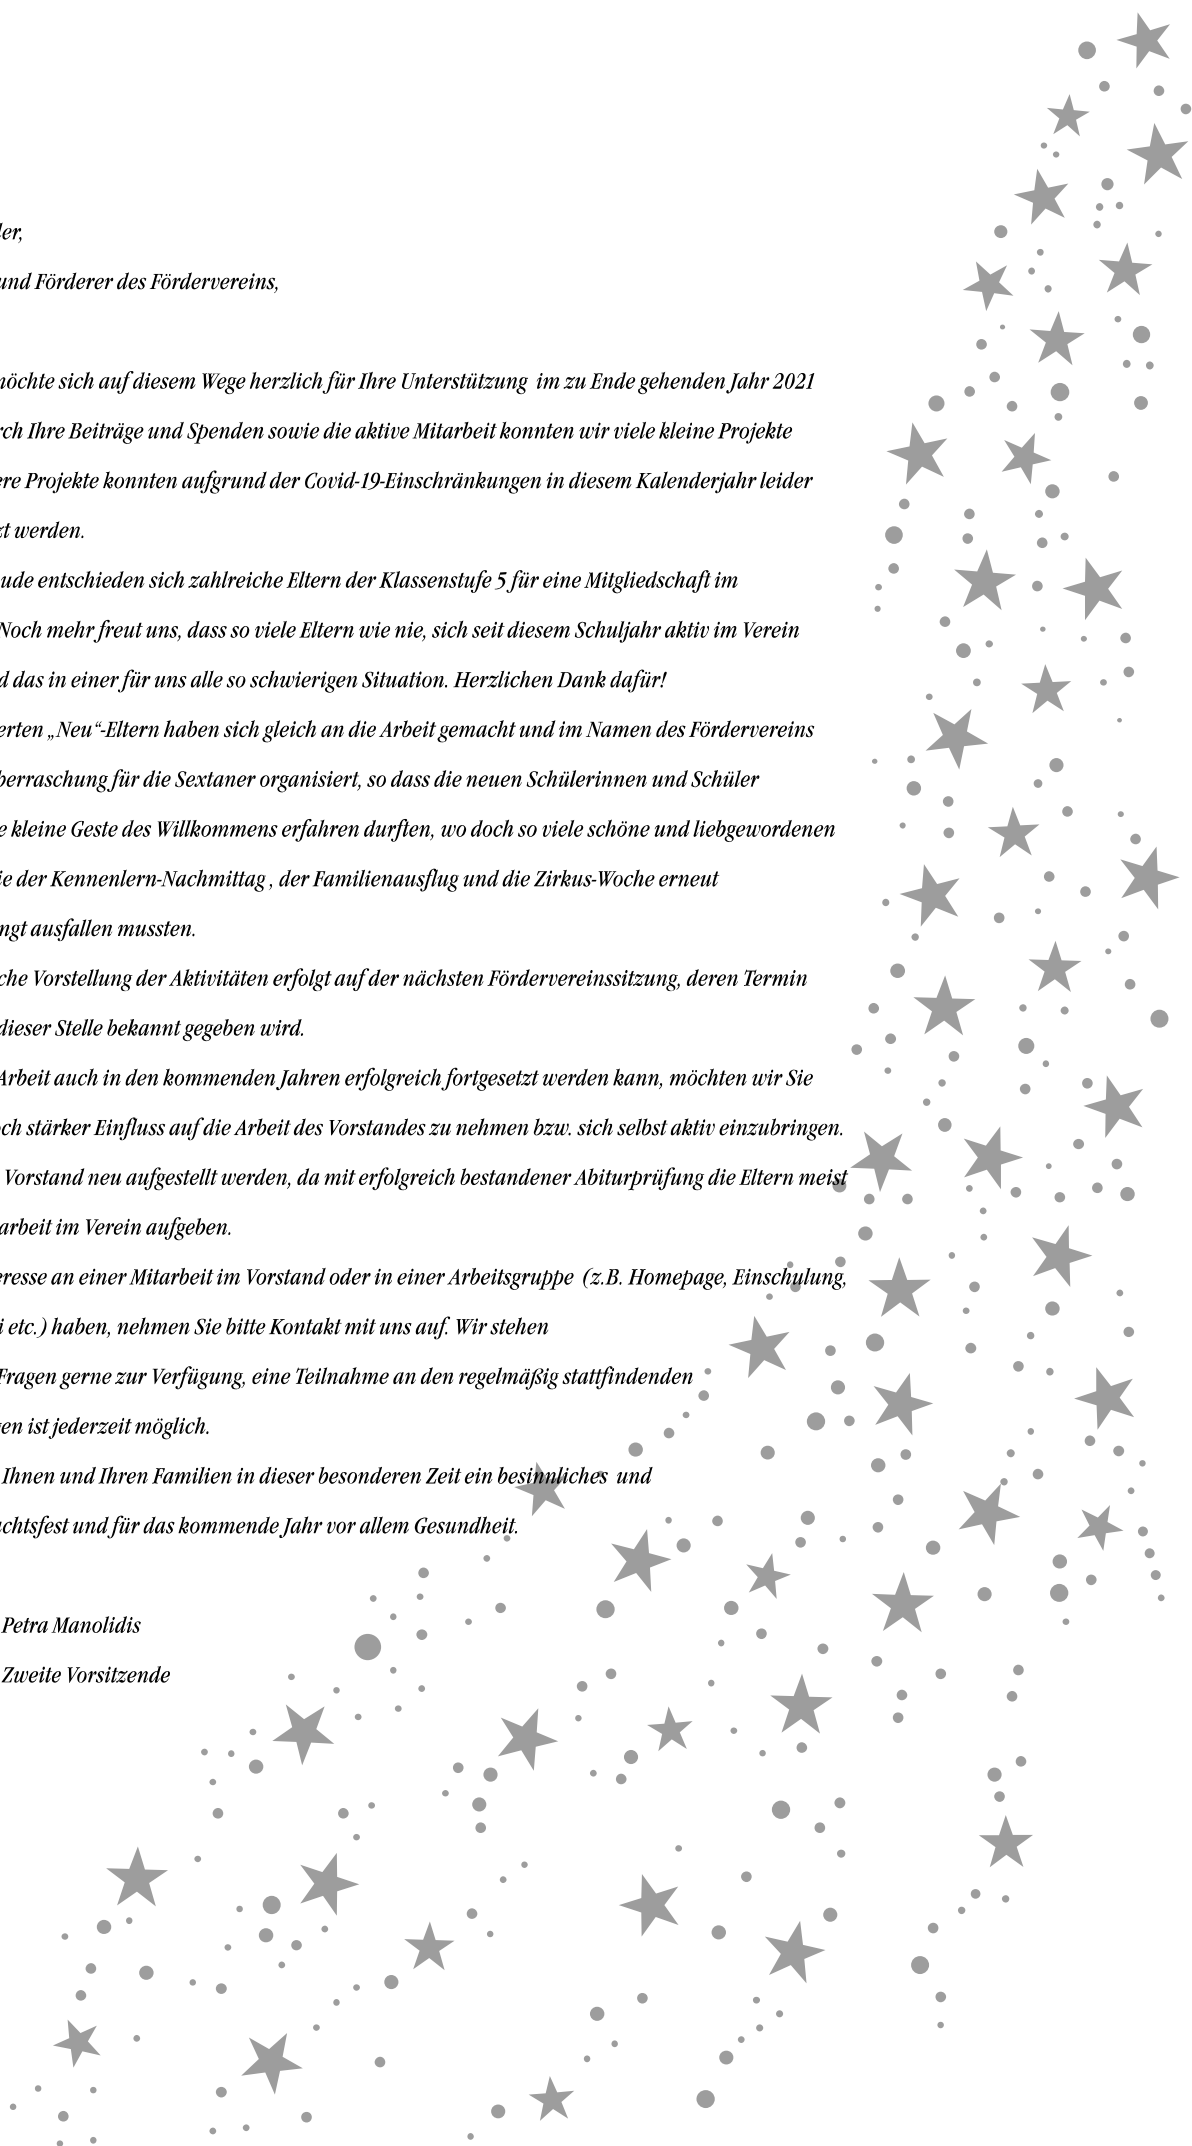 ler,
und Förderer des Fördervereins,
möchte sich auf diesem Wege herzlich für Ihre Unterstützung im zu Ende gehenden Jahr 2021
rch Ihre Beiträge und Spenden sowie die aktive Mitarbeit konnten wir viele kleine Projekte
ere Projekte konnten aufgrund der Covid-19-Einschränkungen in diesem Kalenderjahr leider
zt werden.
ude entschieden sich zahlreiche Eltern der Klassenstufe 5 für eine Mitgliedschaft im
Noch mehr freut uns, dass so viele Eltern wie nie, sich seit diesem Schuljahr aktiv im Verein
d das in einer für uns alle so schwierigen Situation. Herzlichen Dank dafür!
erten „Neu“-Eltern haben sich gleich an die Arbeit gemacht und im Namen des Fördervereins
berraschung für die Sextaner organisiert, so dass die neuen Schülerinnen und Schüler
e kleine Geste des Willkommens erfahren durften, wo doch so viele schöne und liebgewordenen
ie der Kennenlern-Nachmittag , der Familienausflug und die Zirkus-Woche erneut
ngt ausfallen mussten.
che Vorstellung der Aktivitäten erfolgt auf der nächsten Fördervereinssitzung, deren Termin
dieser Stelle bekannt gegeben wird.
Arbeit auch in den kommenden Jahren erfolgreich fortgesetzt werden kann, möchten wir Sie
och stärker Einfluss auf die Arbeit des Vorstandes zu nehmen bzw. sich selbst aktiv einzubringen.
Vorstand neu aufgestellt werden, da mit erfolgreich bestandener Abiturprüfung die Eltern meist
arbeit im Verein aufgeben.
eresse an einer Mitarbeit im Vorstand oder in einer Arbeitsgruppe (z.B. Homepage, Einschulung,
i etc.) haben, nehmen Sie bitte Kontakt mit uns auf. Wir stehen
Fragen gerne zur Verfügung, eine Teilnahme an den regelmäßig stattfindenden
gen ist jederzeit möglich.
Ihnen und Ihren Familien in dieser besonderen Zeit ein besinnliches und
achtsfest und für das kommende Jahr vor allem Gesundheit.
Petra Manolidis
Zweite Vorsitzende